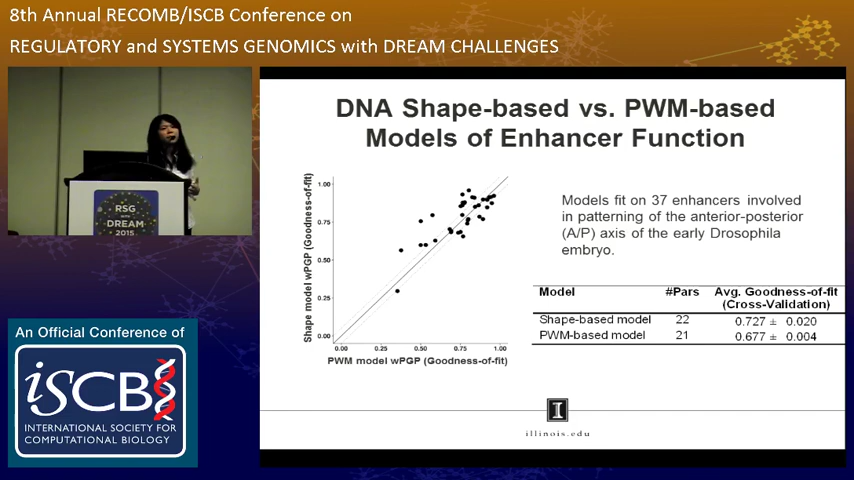 8th Annual RECOMB/ISCB Conference on
REGULATORY and SYSTEMS GENOMICS with DREAM CHALLENGES
RSG
with
DREAM
2015
An Official Conference of
iSCB
INTERNATIONAL SOCIETY FOR
COMPUTATIONAL BIOLOGY
DNA Shape-based vs. PWM-based
Models of Enhancer Function
Shape model wPGP (Goodness-of-fit)
1.00
0.75
0.50
0.25
0.00
0.00 0.25 0.50 0.75 1.00
PWM model wPGP (Goodness-of-fit)
Models fit on 37 enhancers involved
in patterning of the anterior-posterior
(A/P) axis of the early Drosophila
embryo.
Model #Pars Avg. Goodness-of-fit
(Cross-Validation)
Shape-based model 22 0.727 ± 0.020
PWM-based model 21 0.677 ± 0.004
I
illinois.edu